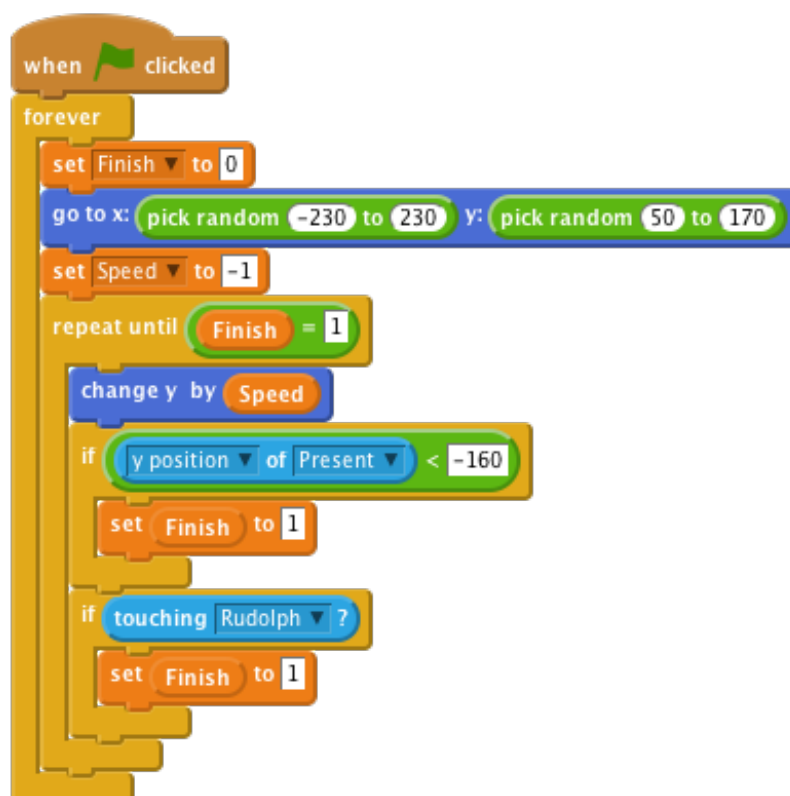 when clicked
forever
set Finish ▼ to 0
go to x: pick random -230 to 230 y: pick random 50 to 170
set Speed ▼ to -1
repeat until Finish = 1
change y by Speed
if y position ▼ of Present ▼ < -160
set Finish to 1
if touching Rudolph ▼ ?
set Finish to 1